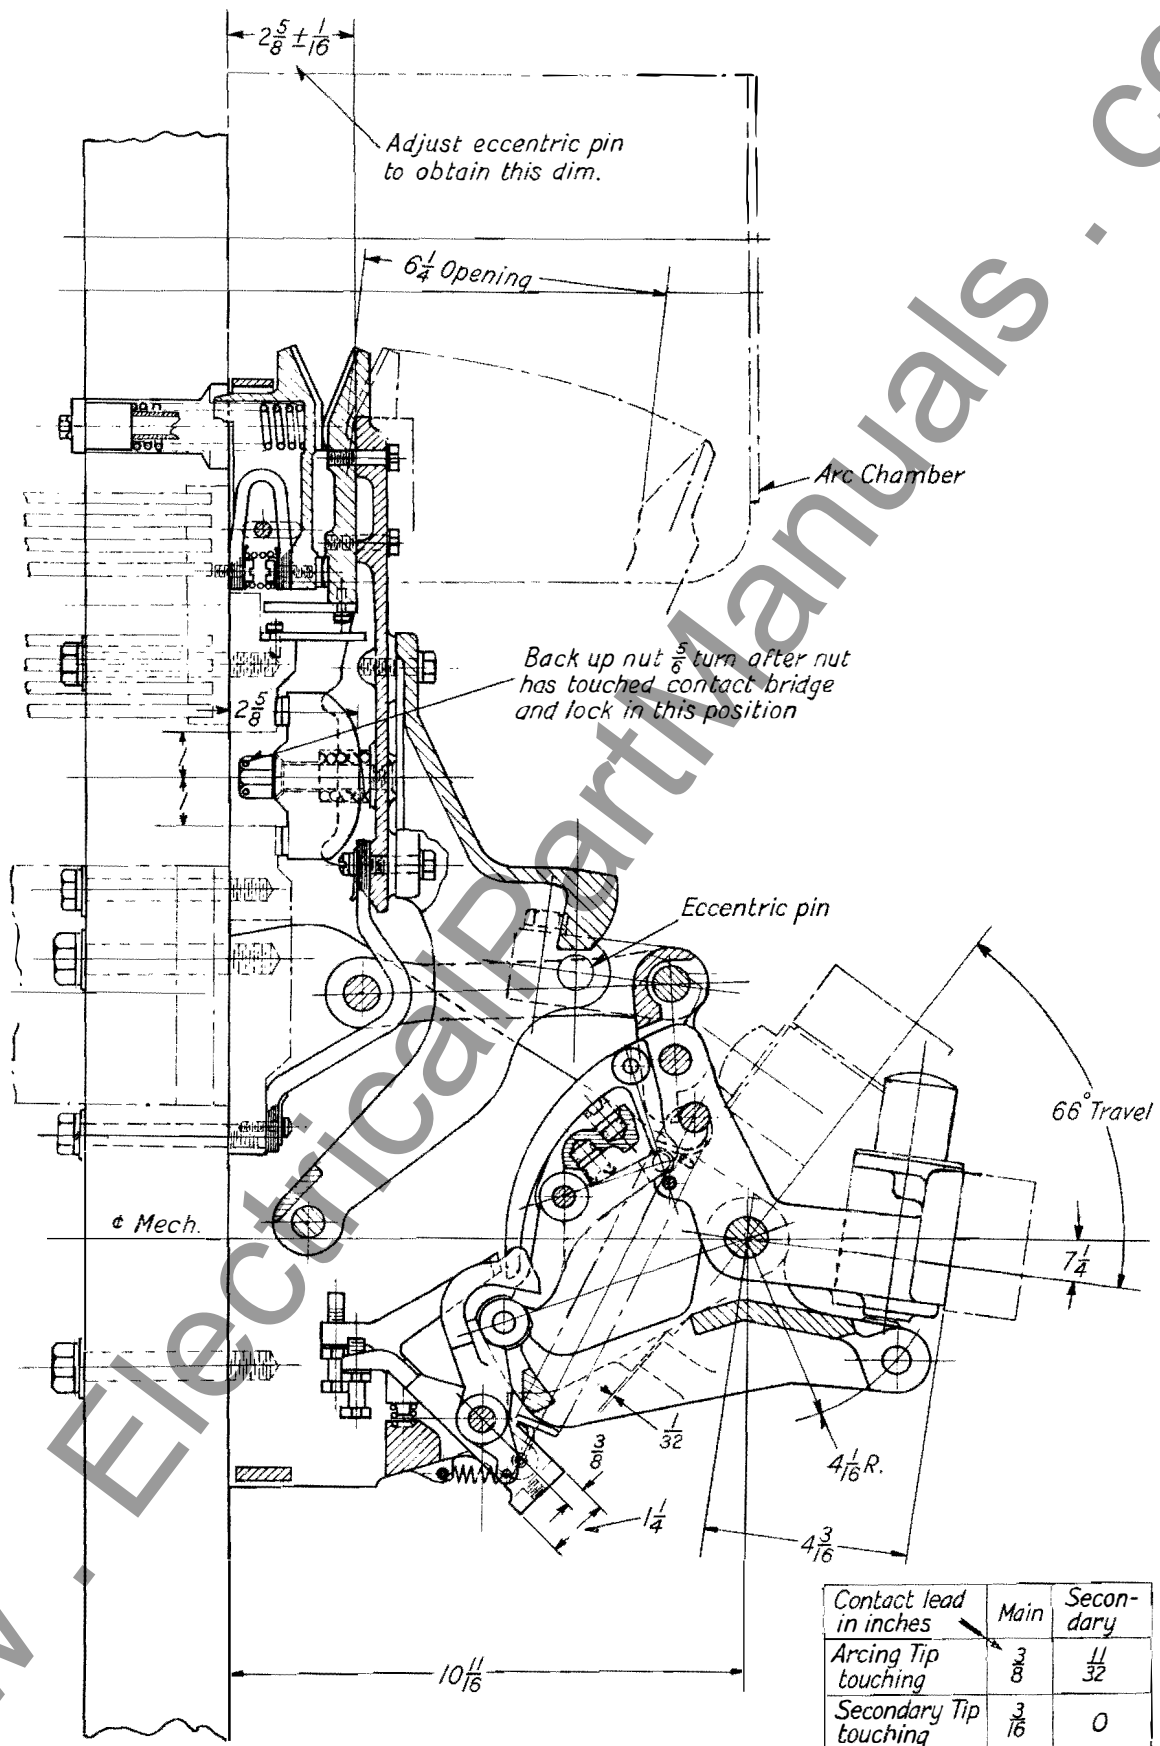 2 5/8 ± 1/16
Adjust eccentric pin
to obtain this dim.
6 1/4 Opening
Arc Chamber
Back up nut 5/6 turn after nut
has touched contact bridge
and lock in this position
2 5/8
Eccentric pin
66° Travel
¢ Mech.
7 1/4
1/32
3/8
4 1/16 R.
1 1/4
4 3/16
10 11/16
Contact lead
in inches
Main
Secon-
dary
Arcing Tip
touching
3/8
11/32
Secondary Tip
touching
3/16
0
. ElectricalPartManuals . c